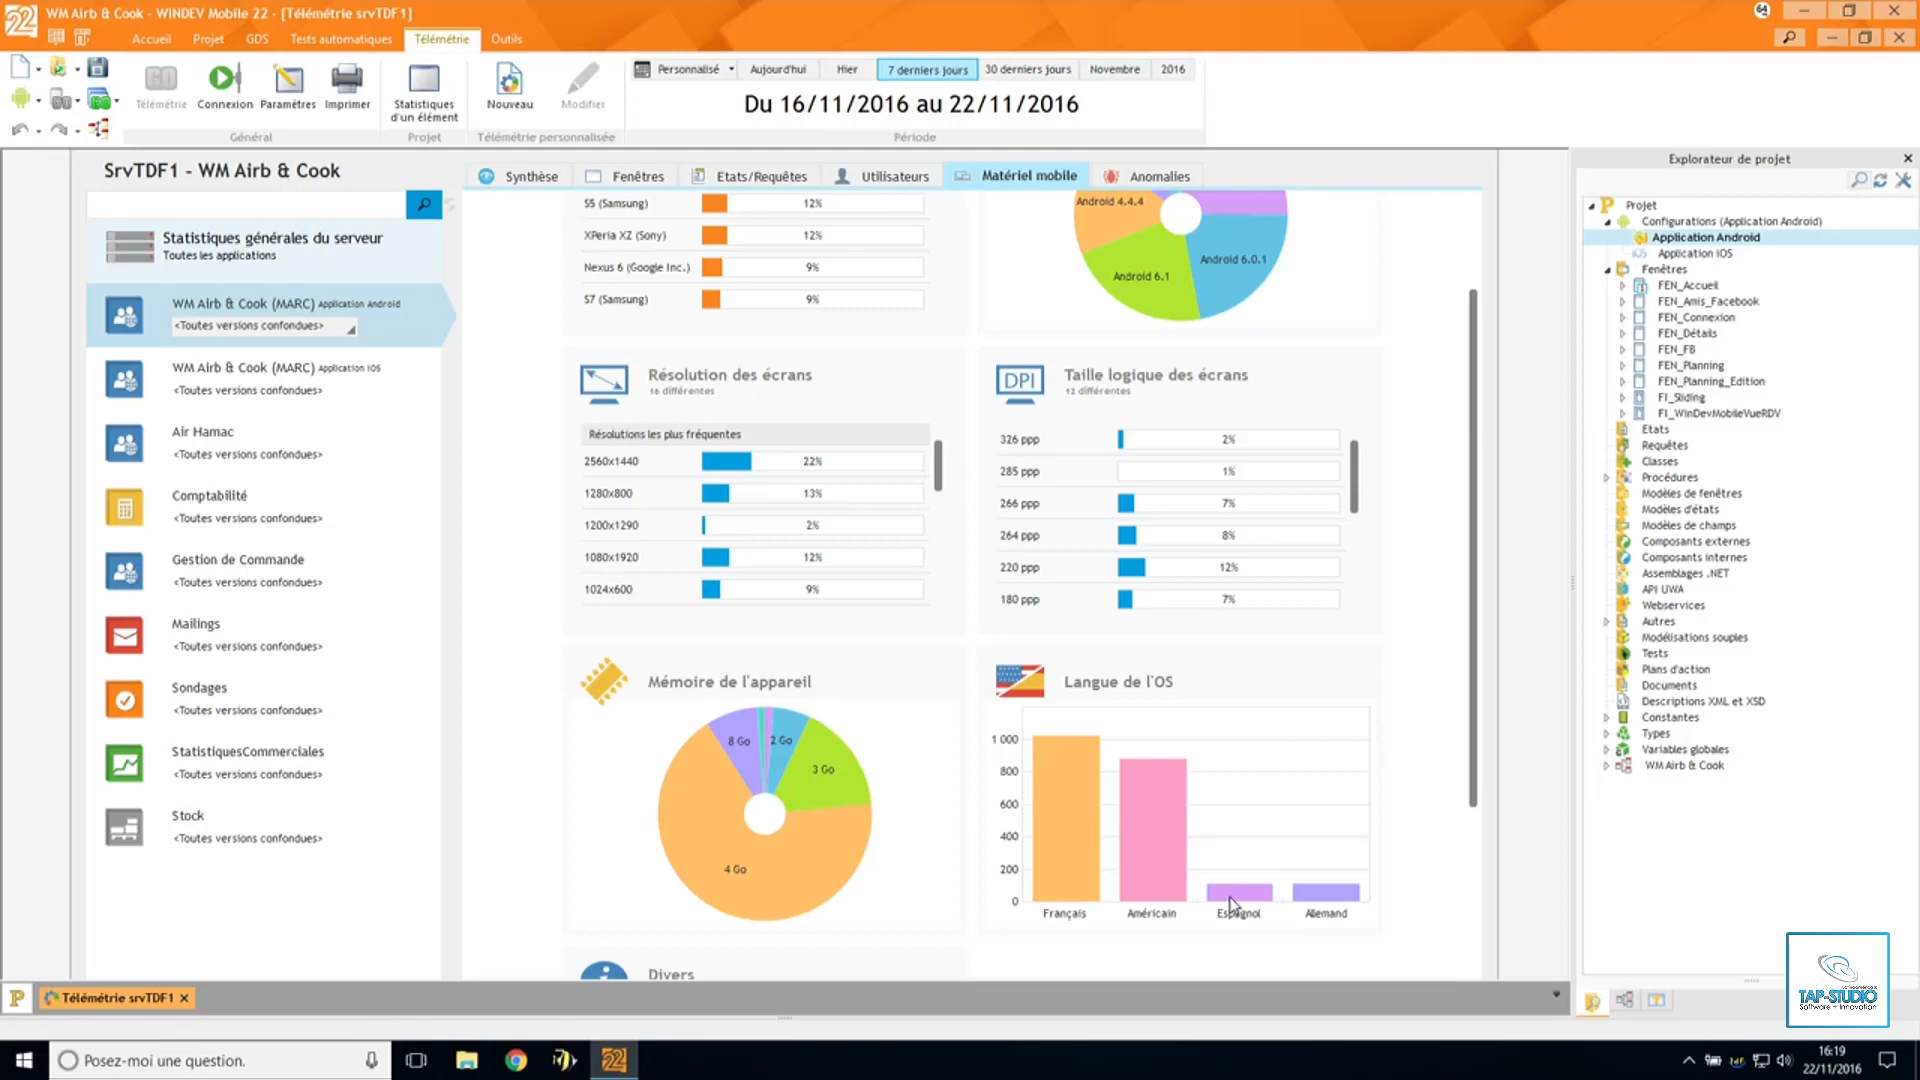 WM Airb & Cook - WINDEV Mobile 22 - [Télémétrie srvTDF1]
64
Accueil
Projet
GDS
Tests automatiques
Télémétrie
Outils
Télémétrie
Connexion
Paramètres
Imprimer
Général
Statistiques
d'un élément
Projet
Nouveau
Modifier
Télémétrie personnalisée
Personnalisé
Aujourd'hui
Hier
7 derniers jours
30 derniers jours
Novembre
2016
Du 16/11/2016 au 22/11/2016
Période
SrvTDF1 - WM Airb & Cook
Statistiques générales du serveur
Toutes les applications
WM Airb & Cook (MARC) Application Android
<Toutes versions confondues>
WM Airb & Cook (MARC) Application iOS
<Toutes versions confondues>
Air Hamac
<Toutes versions confondues>
Comptabilité
<Toutes versions confondues>
Gestion de Commande
<Toutes versions confondues>
Mailings
<Toutes versions confondues>
Sondages
<Toutes versions confondues>
StatistiquesCommerciales
<Toutes versions confondues>
Stock
<Toutes versions confondues>
Synthèse
Fenêtres
Etats/Requêtes
Utilisateurs
Matériel mobile
Anomalies
S5 (Samsung) 12%
XPeria XZ (Sony) 12%
Nexus 6 (Google Inc.) 9%
S7 (Samsung) 9%
Android 4.4.4
Android 6.0.1
Android 6.1
Résolution des écrans
16 différentes
Résolutions les plus fréquentes
2560x1440 22%
1280x800 13%
1200x1290 2%
1080x1920 12%
1024x600 9%
DPI
Taille logique des écrans
12 différentes
326 ppp 2%
285 ppp 1%
266 ppp 7%
264 ppp 8%
220 ppp 12%
180 ppp 7%
Mémoire de l'appareil
8 Go
2 Go
3 Go
4 Go
Langue de l'OS
1 000
800
600
400
200
0
Français
Américain
Espagnol
Allemand
Divers
Explorateur de projet
Projet
Configurations (Application Android)
Application Android
iOS Application iOS
Fenêtres
FEN_Accueil
FEN_Amis_Facebook
FEN_Connexion
FEN_Détails
FEN_FB
FEN_Planning
FEN_Planning_Edition
FI_Sliding
FI_WinDevMobileVueRDV
Etats
Requêtes
Classes
Procédures
Modèles de fenêtres
Modèles d'états
Modèles de champs
Composants externes
Composants internes
Assemblages .NET
API UWA
Webservices
Autres
Modélisations souples
Tests
Plans d'action
Documents
Descriptions XML et XSD
Constantes
Types
Variables globales
WM Airb & Cook
TAP-STUDIO
Software + Innovation
Télémétrie srvTDF1
Posez-moi une question.
22
16:19
22/11/2016